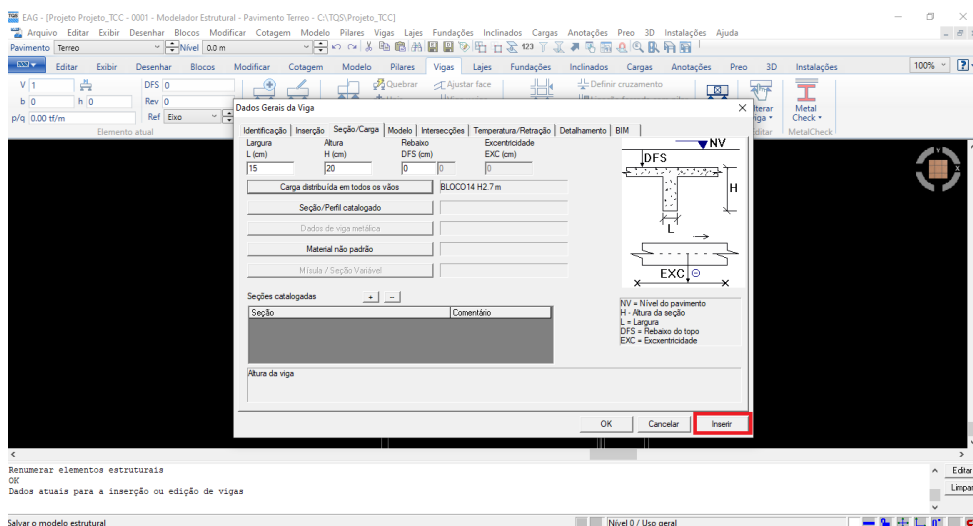 EAG - [Projeto Projeto_TCC - 0001 - Modelador Estrutural - Pavimento Terreo - C:\TQS\Projeto_TCC]
Arquivo Editar Exibir Desenhar Blocos Modificar Cotagem Modelo Pilares Vigas Lajes Fundações Inclinados Cargas Anotações Preo 3D Instalações Ajuda
Pavimento Terreo Nível 0.0 m
Editar Exibir Desenhar Blocos Modificar Cotagem Modelo Pilares Vigas Lajes Fundações Inclinados Cargas Anotações Preo 3D Instalações 100%
V 1 DFS 0 Quebrar Ajustar face Definir cruzamento
b 0 h 0 Rev 0
p/q 0.00 tf/m Ref Eixo
Metal
Check
Elemento atual
MetalCheck
Dados Gerais da Viga
Identificação Inserção Seção/Carga Modelo Intersecções Temperatura/Retração Detalhamento BIM
Largura Altura Rebaixo Excentricidade
L (cm) H (cm) DFS (cm) EXC (cm)
15 20 0 0 0
Carga distribuída em todos os vãos BLOCO14 H2.7 m
Seção/Perfil catalogado
Dados de viga metálica
Material não padrão
Mísula / Seção Variável
NV
DFS
H
L
EXC
Seções catalogadas + -
Seção Comentário
NV = Nível do pavimento
H - Altura da seção
L = Largura
DFS = Rebaixo do topo
EXC = Excxentricidade
Altura da viga
OK Cancelar Inserir
Renumerar elementos estruturais
OK
Dados atuais para a inserção ou edição de vigas
Editar
Limpar
Salvar o modelo estrutural Nível 0 / Uso geral